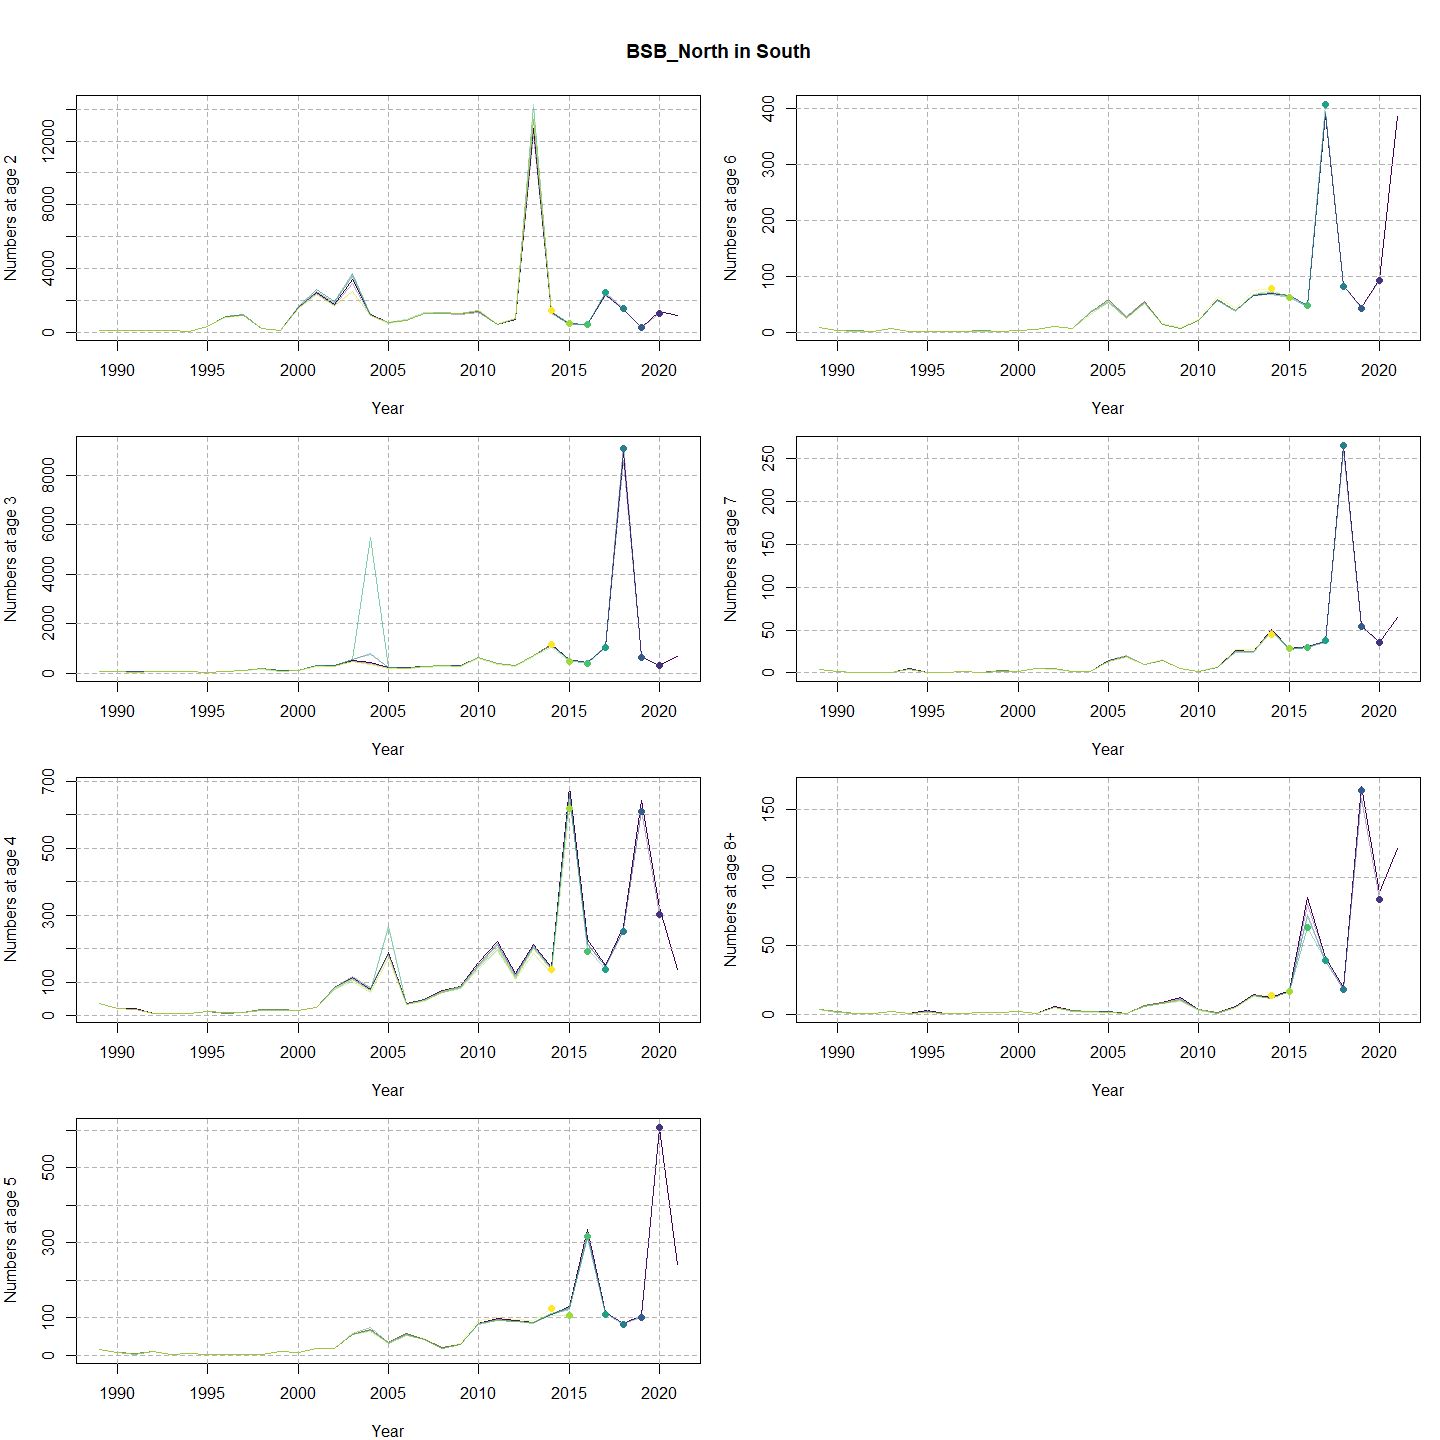 BSB_North in South
Numbers at age 2
0 4000 8000 12000
1990 1995 2000 2005 2010 2015 2020
Year
Numbers at age 6
0 100 200 300 400
1990 1995 2000 2005 2010 2015 2020
Year
Numbers at age 3
0 2000 4000 6000 8000
1990 1995 2000 2005 2010 2015 2020
Year
Numbers at age 7
0 50 100 150 200 250
1990 1995 2000 2005 2010 2015 2020
Year
Numbers at age 4
0 100 300 500 700
1990 1995 2000 2005 2010 2015 2020
Year
Numbers at age 8+
0 50 100 150
1990 1995 2000 2005 2010 2015 2020
Year
Numbers at age 5
0 100 300 500
1990 1995 2000 2005 2010 2015 2020
Year